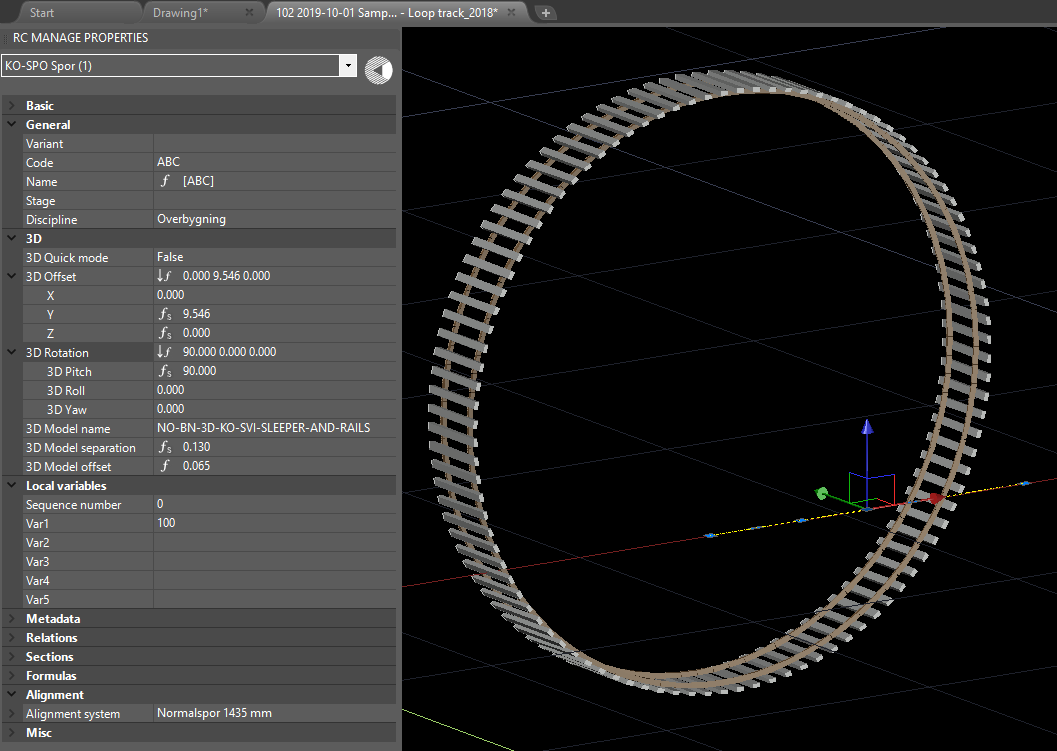 Start
Drawing1*
102 2019-10-01 Samp... - Loop track_2018*
RC MANAGE PROPERTIES
KO-SPO Spor (1)
Basic
General
Variant
Code ABC
Name f [ABC]
Stage
Discipline Overbygning
3D
3D Quick mode False
3D Offset ↓f 0.000 9.546 0.000
X 0.000
Y fs 9.546
Z fs 0.000
3D Rotation ↓f 90.000 0.000 0.000
3D Pitch fs 90.000
3D Roll 0.000
3D Yaw 0.000
3D Model name NO-BN-3D-KO-SVI-SLEEPER-AND-RAILS
3D Model separation fs 0.130
3D Model offset f 0.065
Local variables
Sequence number 0
Var1 100
Var2
Var3
Var4
Var5
Metadata
Relations
Sections
Formulas
Alignment
Alignment system Normalspor 1435 mm
Misc